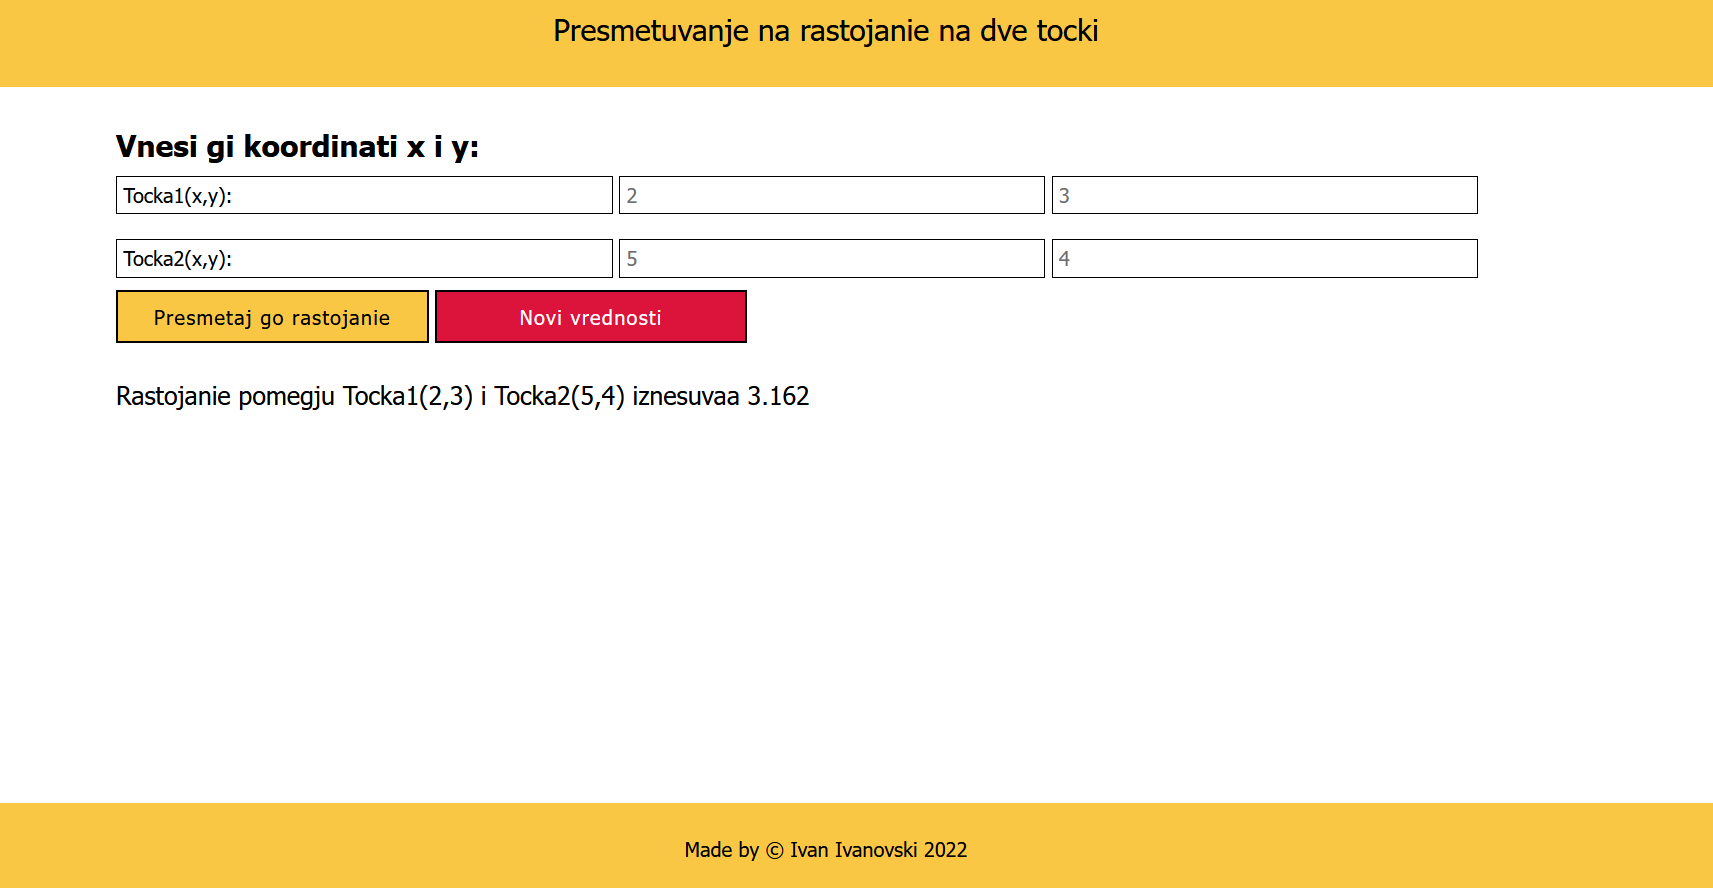 Presmetuvanje na rastojanie na dve tocki
Vnesi gi koordinati x i y:
Tocka1(x,y): 2 3
Tocka2(x,y): 5 4
Presmetaj go rastojanie Novi vrednosti
Rastojanie pomegju Tocka1(2,3) i Tocka2(5,4) iznesuvaa 3.162
Made by © Ivan Ivanovski 2022